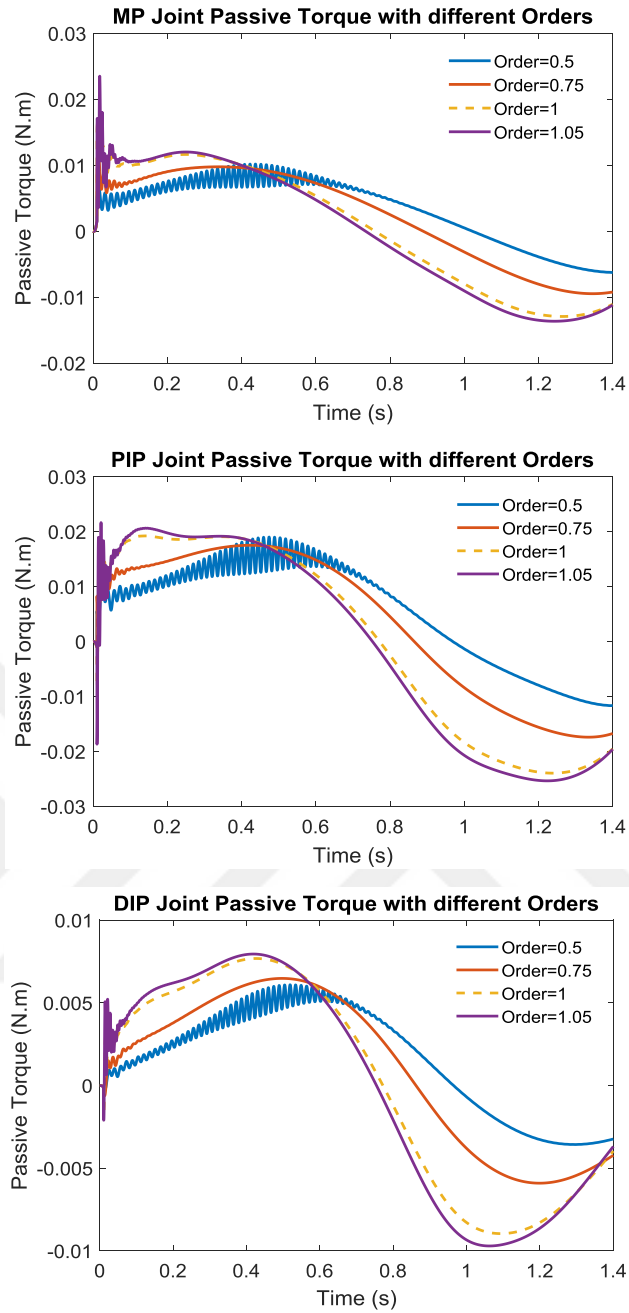 MP Joint Passive Torque with different Orders
Passive Torque (N.m)
0.03
0.02
0.01
0
-0.01
-0.02
Order=0.5
Order=0.75
Order=1
Order=1.05
0 0.2 0.4 0.6 0.8 1 1.2 1.4
Time (s)
PIP Joint Passive Torque with different Orders
Passive Torque (N.m)
0.03
0.02
0.01
0
-0.01
-0.02
-0.03
Order=0.5
Order=0.75
Order=1
Order=1.05
0 0.2 0.4 0.6 0.8 1 1.2 1.4
Time (s)
DIP Joint Passive Torque with different Orders
Passive Torque (N.m)
0.01
0.005
0
-0.005
-0.01
Order=0.5
Order=0.75
Order=1
Order=1.05
0 0.2 0.4 0.6 0.8 1 1.2 1.4
Time (s)